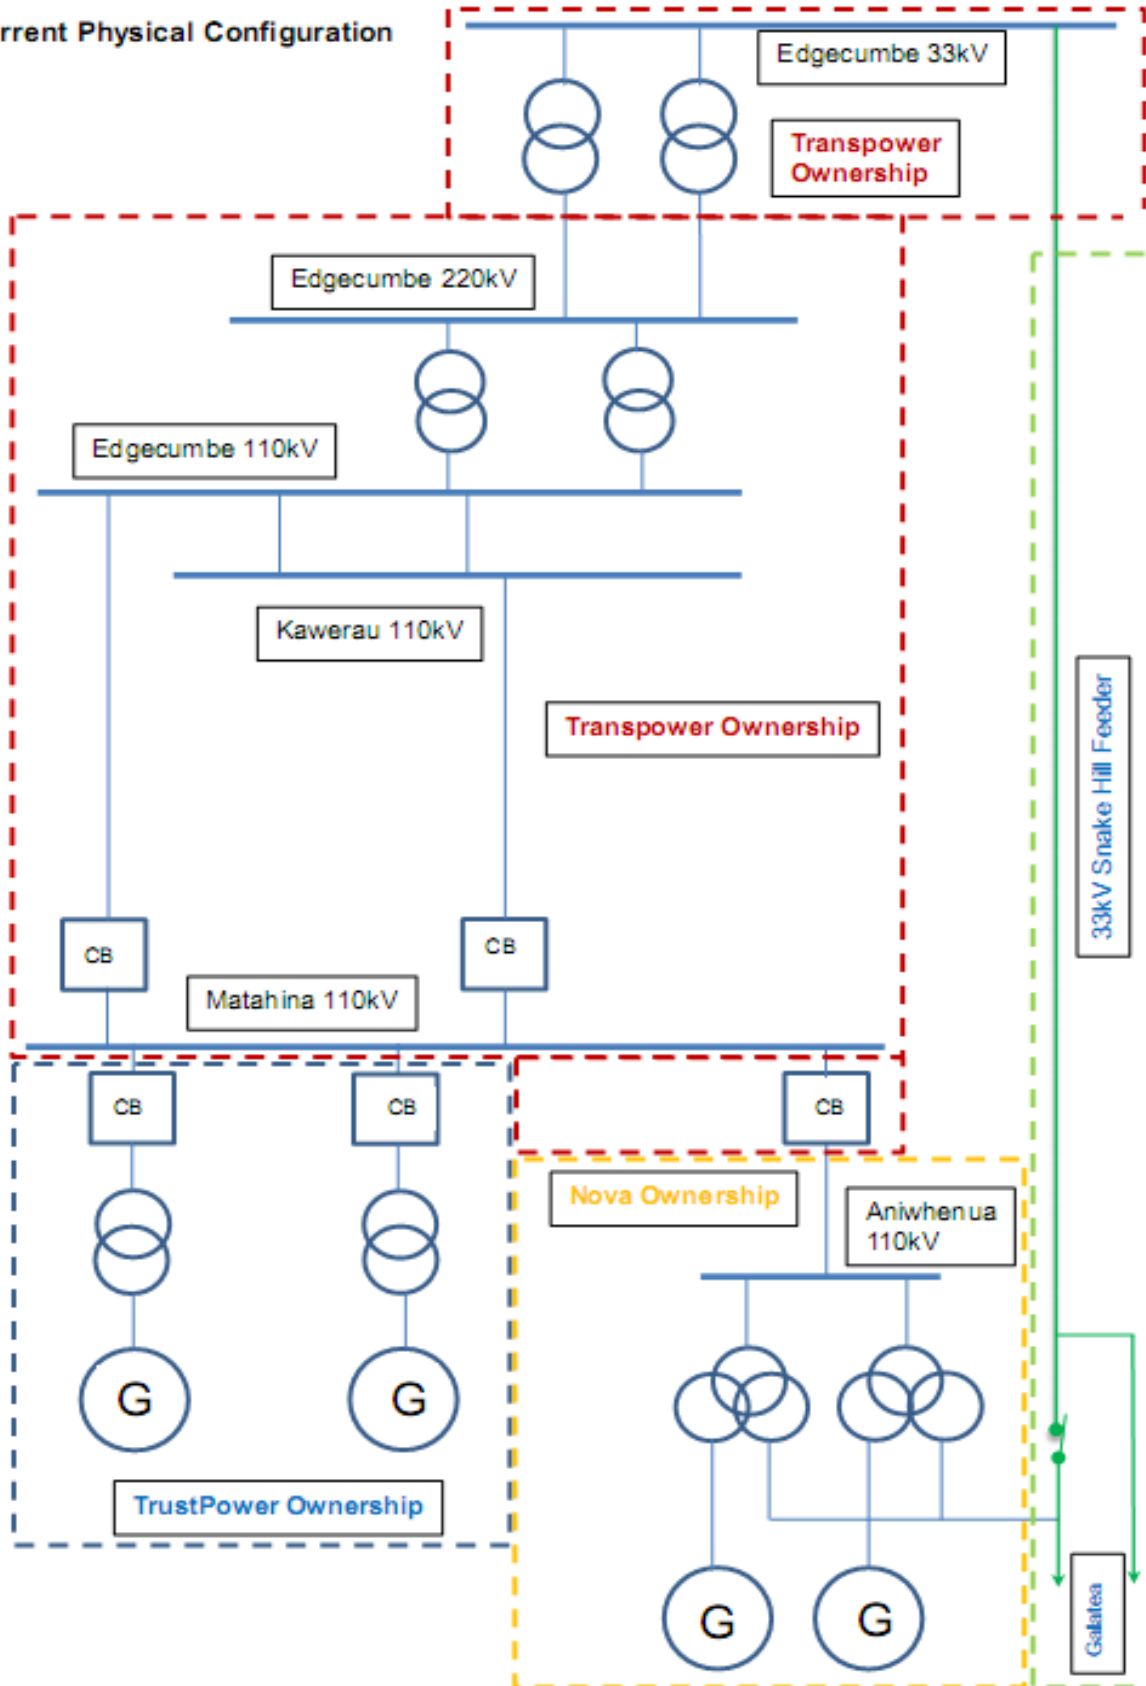 rrent Physical Configuration
Edgecumbe 33kV
Transpower
Ownership
Edgecumbe 220kV
Edgecumbe 110kV
Kawerau 110kV
Transpower Ownership
33kV Snake Hill Feeder
CB
CB
Matahina 110kV
CB
CB
CB
Nova Ownership
Aniwhenua
110kV
G
G
TrustPower Ownership
G
G
Galatea